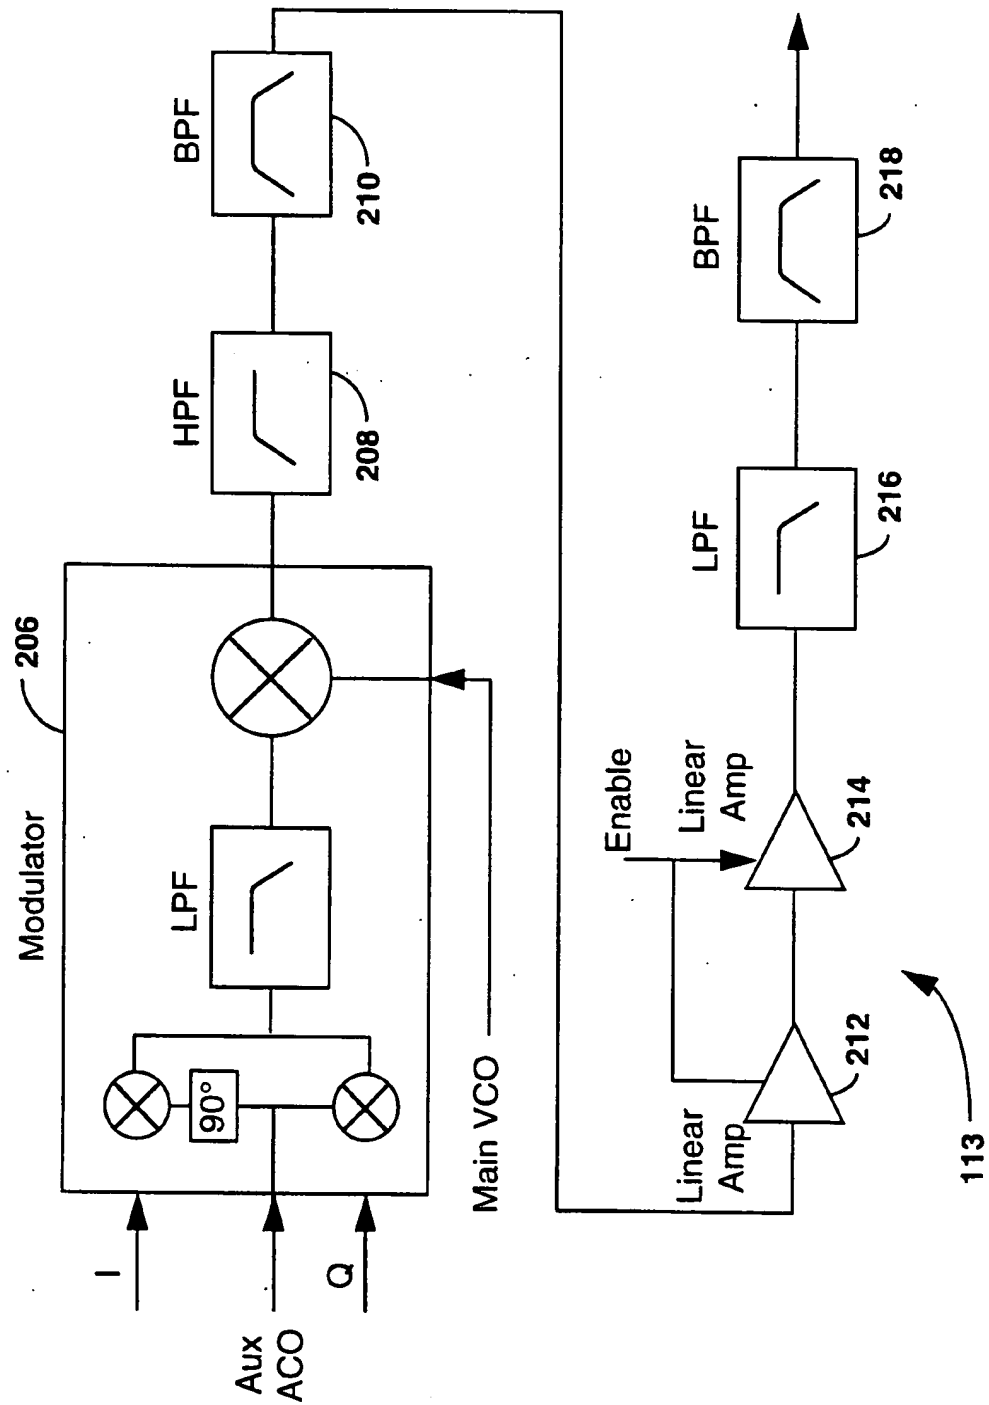 Modulator
206
I
Aux
ACO
Q
90°
LPF
Main VCO
HPF
208
BPF
210
Linear
Amp
212
Enable
Linear
Amp
214
LPF
216
BPF
218
113